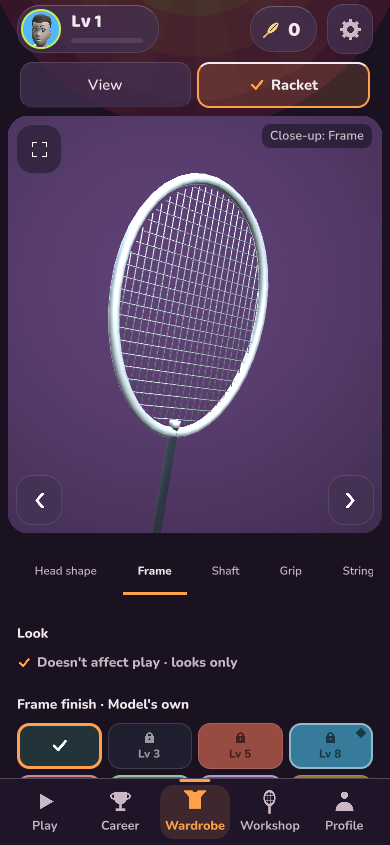 Lv 1
0
View
Racket
Close-up: Frame
Head shape
Frame
Shaft
Grip
String
Look
Doesn't affect play · looks only
Frame finish · Model's own
Lv 3
Lv 5
Lv 8
Play
Career
Wardrobe
Workshop
Profile